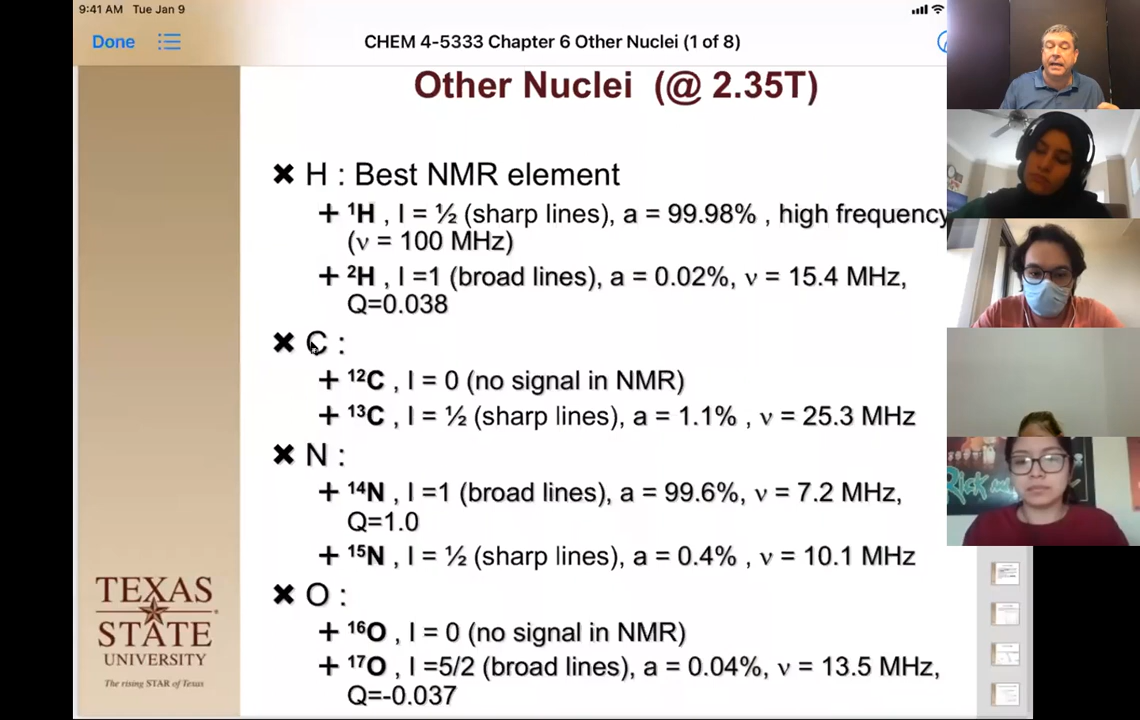 9:41 AM Tue Jan 9
Done
CHEM 4-5333 Chapter 6 Other Nuclei (1 of 8)
Other Nuclei (@ 2.35T)
✖ H : Best NMR element
+ ¹H , I = ½ (sharp lines), a = 99.98% , high frequency
(ν = 100 MHz)
+ ²H , I =1 (broad lines), a = 0.02%, ν = 15.4 MHz,
Q=0.038
✖ C :
+ ¹²C , I = 0 (no signal in NMR)
+ ¹³C , I = ½ (sharp lines), a = 1.1% , ν = 25.3 MHz
✖ N :
+ ¹⁴N , I =1 (broad lines), a = 99.6%, ν = 7.2 MHz,
Q=1.0
+ ¹⁵N , I = ½ (sharp lines), a = 0.4% , ν = 10.1 MHz
✖ O :
+ ¹⁶O , I = 0 (no signal in NMR)
+ ¹⁷O , I =5/2 (broad lines), a = 0.04%, ν = 13.5 MHz,
Q=-0.037
TEXAS
STATE
UNIVERSITY
The rising STAR of Texas
Rick